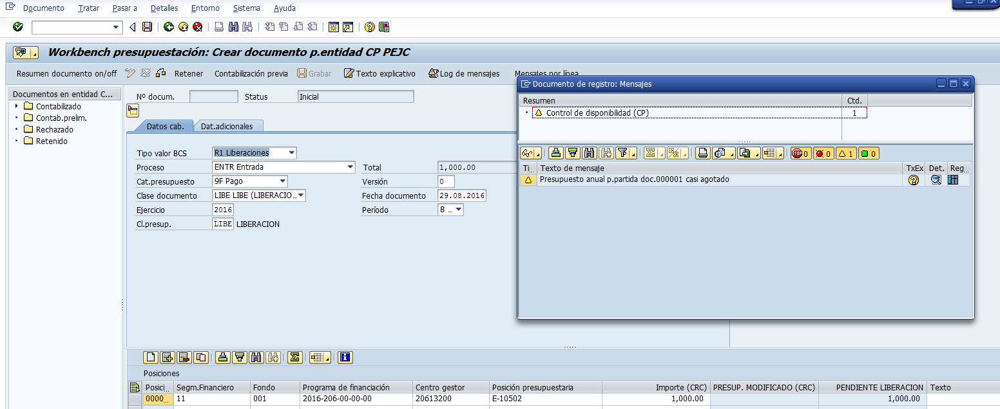 Documento Tratar Pasar a Detalles Entorno Sistema Ayuda
Workbench presupuestación: Crear documento p.entidad CP PEJC
Resumen documento on/off Retener Contabilización previa Grabar Texto explicativo Log de mensajes Mensajes por línea
Documentos en entidad C...
Contabilizado
Contab.prelim.
Rechazado
Retenido
Nº docum. Status Inicial
Datos cab. Dat.adicionales
Tipo valor BCS R1 Liberaciones
Proceso ENTR Entrada Total 1,000.00
Cat.presupuesto 9F Pago Versión 0
Clase documento LIBE LIBE (LIBERACIO... Fecha documento 29.08.2016
Ejercicio 2016 Período 8 ...
Cl.presup. LIBE LIBERACION
Documento de registro: Mensajes
Resumen Ctd.
Control de disponibilidad (CP) 1
STOP 0 0 1 0
Ti... Texto de mensaje TxEx Det. Reg...
Presupuesto anual p.partida doc.000001 casi agotado
Posiciones
Posici... Segm.Financiero Fondo Programa de financiación Centro gestor Posición presupuestaria Importe (CRC) PRESUP. MODIFICADO (CRC) PENDIENTE LIBERACION Texto
0000... 11 001 2016-206-00-00-00 20613200 E-10502 1,000.00 1,000.00